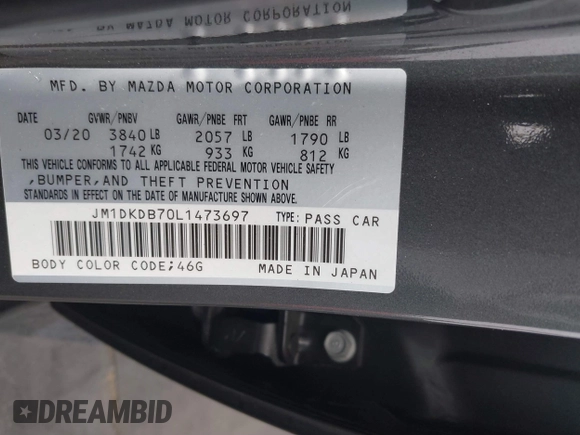 BY MAZDA MOTOR CORPORATION
MFD. BY MAZDA MOTOR CORPORATION
DATE GVWR/PNBV GAWR/PNBE FRT GAWR/PNBE RR
03/20 3840 LB 2057 LB 1790 LB
1742 KG 933 KG 812 KG
THIS VEHICLE CONFORMS TO ALL APPLICABLE FEDERAL MOTOR VEHICLE SAFETY
,BUMPER,AND THEFT PREVENTION
STANDARDS IN EFFECT ON THE DATE OF MANUFACTURE SHOWN ABOVE.
JM1DKDB70L1473697 TYPE: PASS CAR
BODY COLOR CODE;46G MADE IN JAPAN
DREAMBID